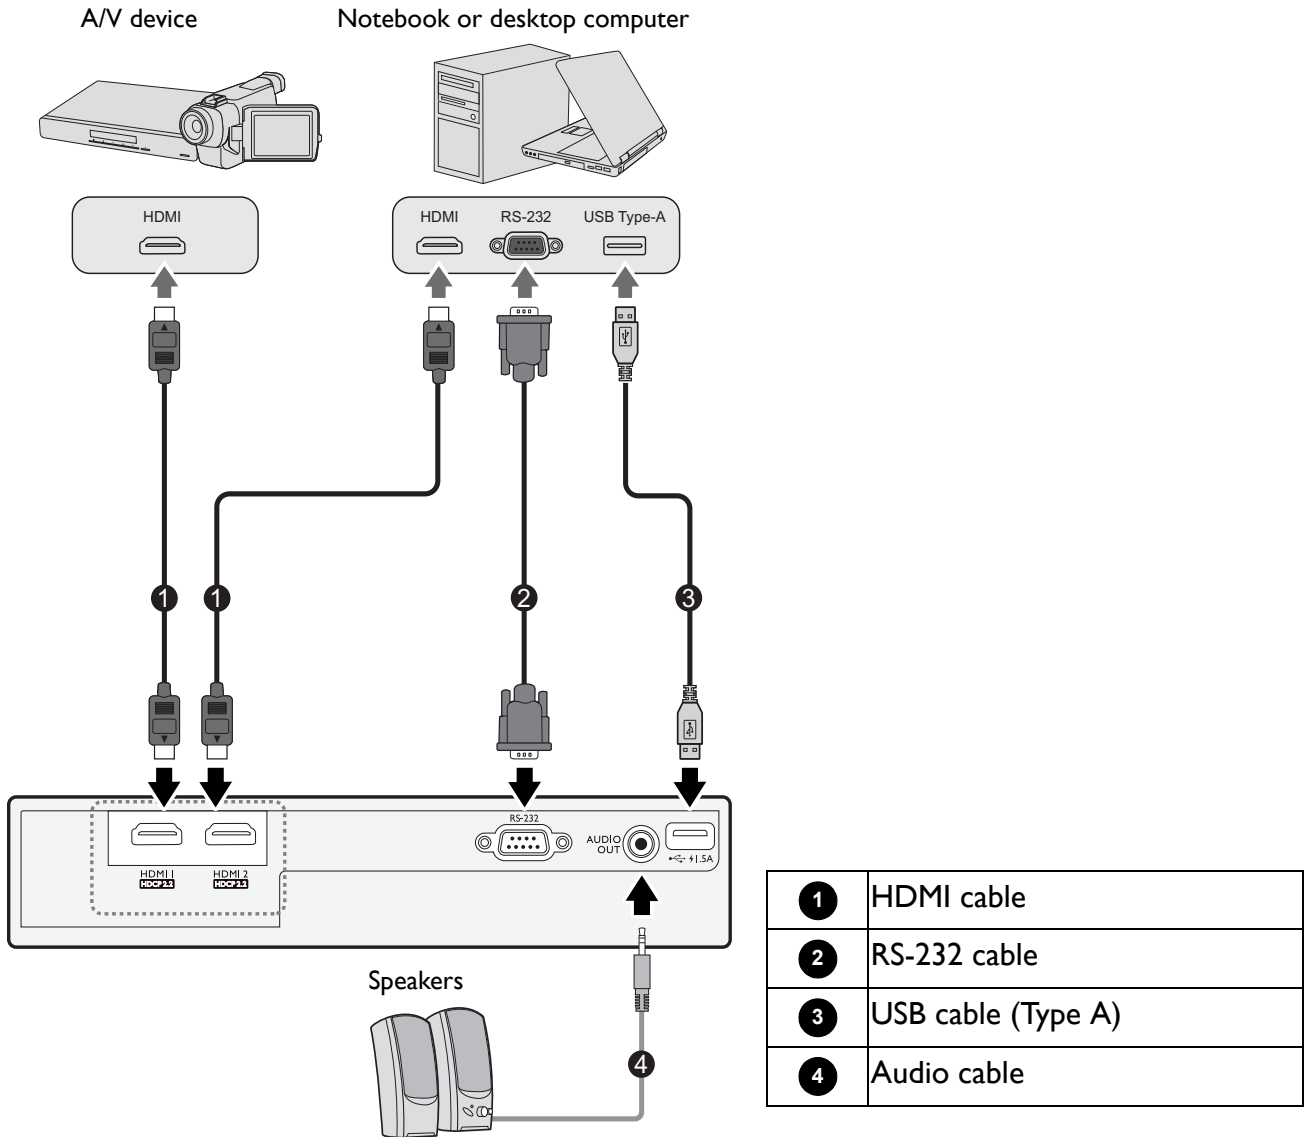 A/V device
Notebook or desktop computer
HDMI
HDMI
RS-232
USB Type-A
1
1
2
3
RS-232
AUDIO
OUT
1.5A
HDMI 1
HDCP 2.2
HDMI 2
HDCP 2.2
Speakers
4
1 HDMI cable
2 RS-232 cable
3 USB cable (Type A)
4 Audio cable